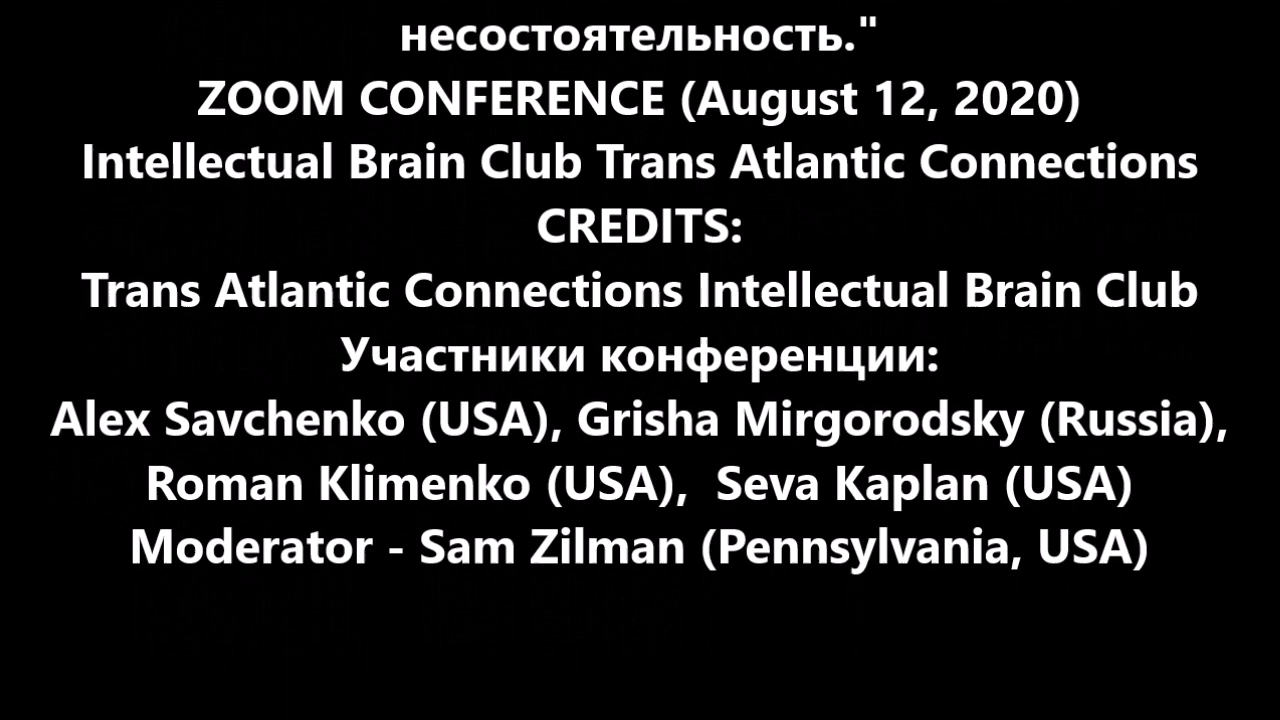 несостоятельность."
ZOOM CONFERENCE (August 12, 2020)
Intellectual Brain Club Trans Atlantic Connections
CREDITS:
Trans Atlantic Connections Intellectual Brain Club
Участники конференции:
Alex Savchenko (USA), Grisha Mirgorodsky (Russia),
Roman Klimenko (USA),  Seva Kaplan (USA)
Moderator - Sam Zilman (Pennsylvania, USA)